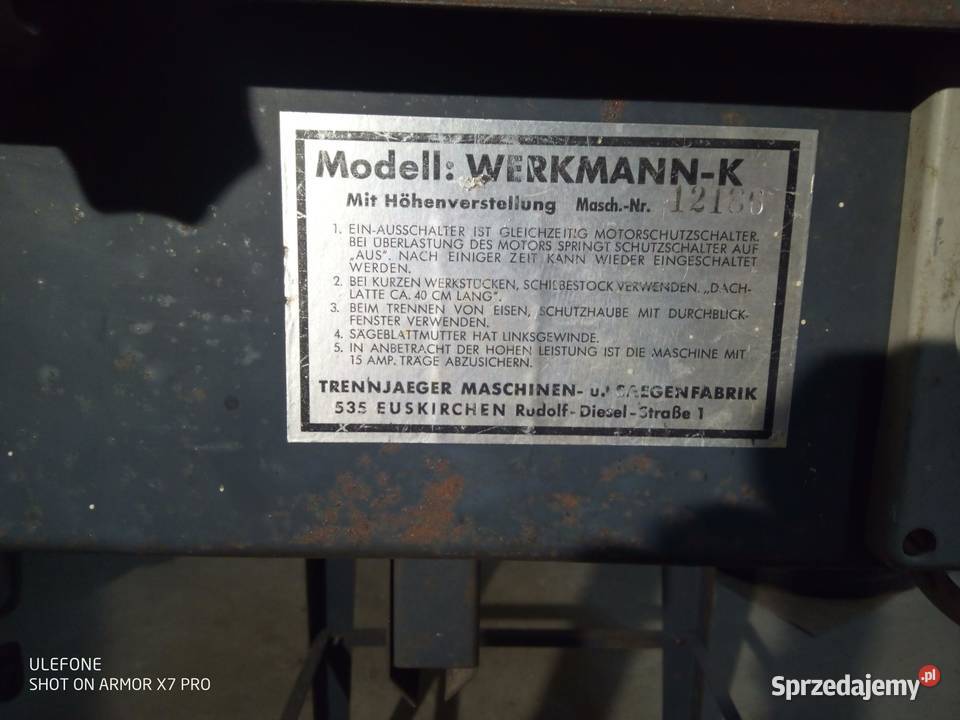 Modell: WERKMANN-K
Mit Höhenverstellung Masch.-Nr. 12186
1. EIN-AUSSCHALTER IST GLEICHZEITIG MOTORSCHUTZSCHALTER.
BEI ÜBERLASTUNG DES MOTORS SPRINGT SCHUTZSCHALTER AUF
„AUS". NACH EINIGER ZEIT KANN WIEDER EINGESCHALTET
WERDEN.
2. BEI KURZEN WERKSTÜCKEN, SCHIEBESTOCK VERWENDEN. „DACH-
LATTE CA. 40 CM LANG".
3. BEIM TRENNEN VON EISEN, SCHUTZHAUBE MIT DURCHBLICK-
FENSTER VERWENDEN.
4. SÄGEBLATTMUTTER HAT LINKSGEWINDE.
5. IN ANBETRACHT DER HOHEN LEISTUNG IST DIE MASCHINE MIT
15 AMP. TRÄGE ABZUSICHERN.
TRENNJAEGER MASCHINEN- u. SAEGENFABRIK
535 EUSKIRCHEN Rudolf-Diesel-Straße 1
ULEFONE
SHOT ON ARMOR X7 PRO
Sprzedajemy.pl